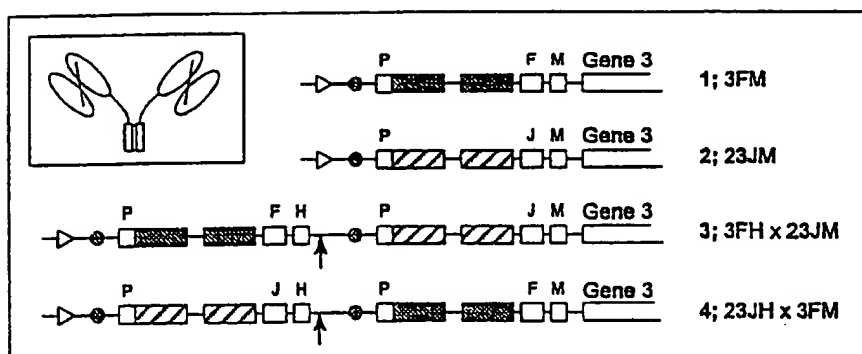 P F M Gene 3 1; 3FM
P J M Gene 3 2; 23JM
P F H P J M Gene 3 3; 3FH x 23JM
P J H P F M Gene 3 4; 23JH x 3FM